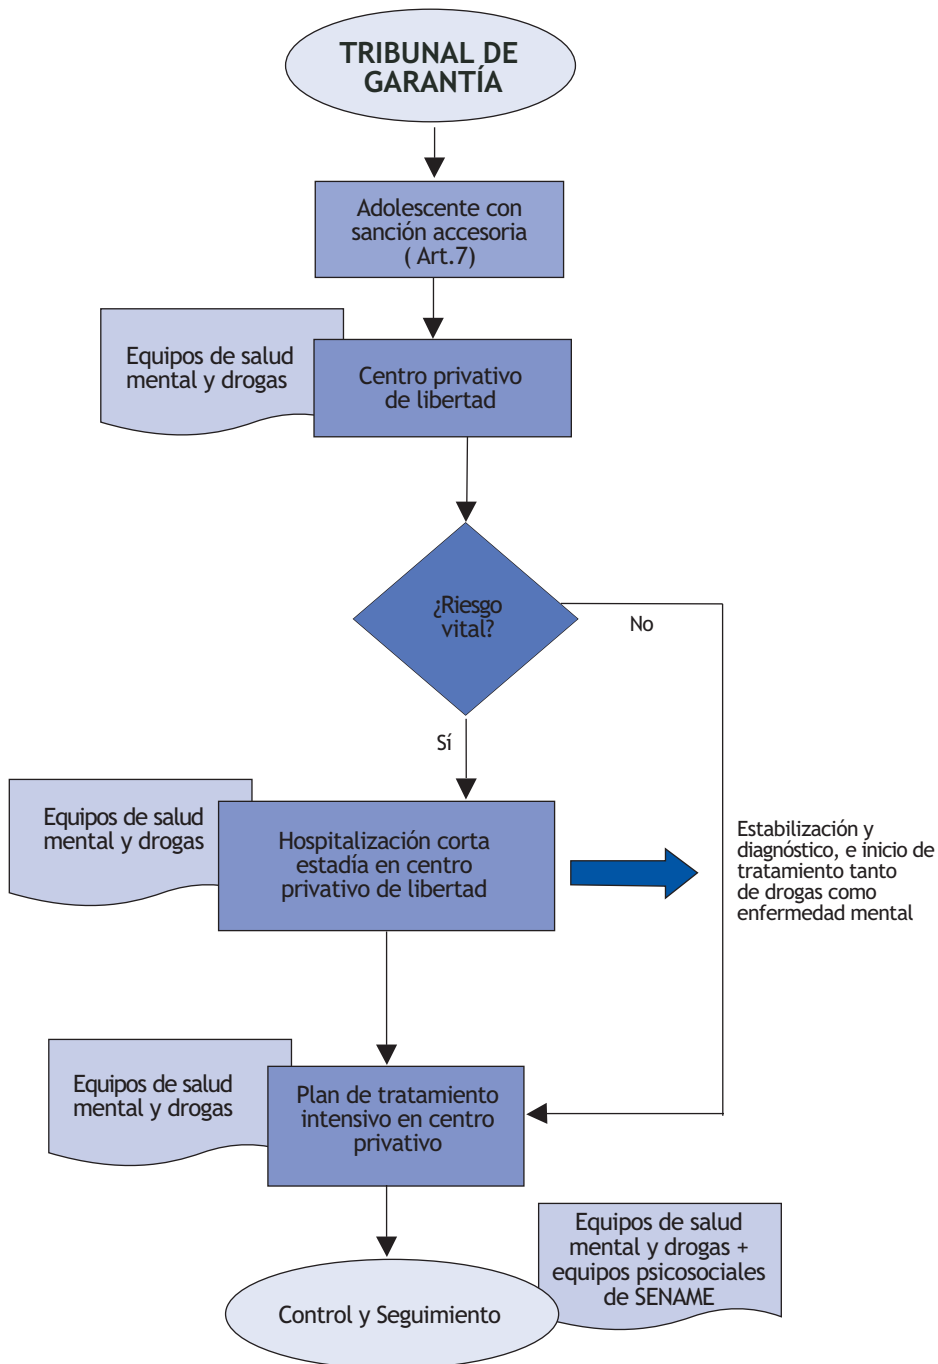 TRIBUNAL DE
GARANTÍA
Adolescente con
sanción accesoria
( Art.7)
Equipos de salud
mental y drogas
Centro privativo
de libertad
¿Riesgo
vital?
No
Sí
Equipos de salud
mental y drogas
Hospitalización corta
estadía en centro
privativo de libertad
Estabilización y
diagnóstico, e inicio de
tratamiento tanto
de drogas como
enfermedad mental
Equipos de salud
mental y drogas
Plan de tratamiento
intensivo en centro
privativo
Equipos de salud
mental y drogas +
equipos psicosociales
de SENAME
Control y Seguimiento